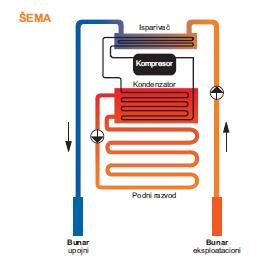 ŠEMA
Isparivač
Kompresor
Kondenzator
Podni razvod
Bunar
upojni
Bunar
eksploatacioni